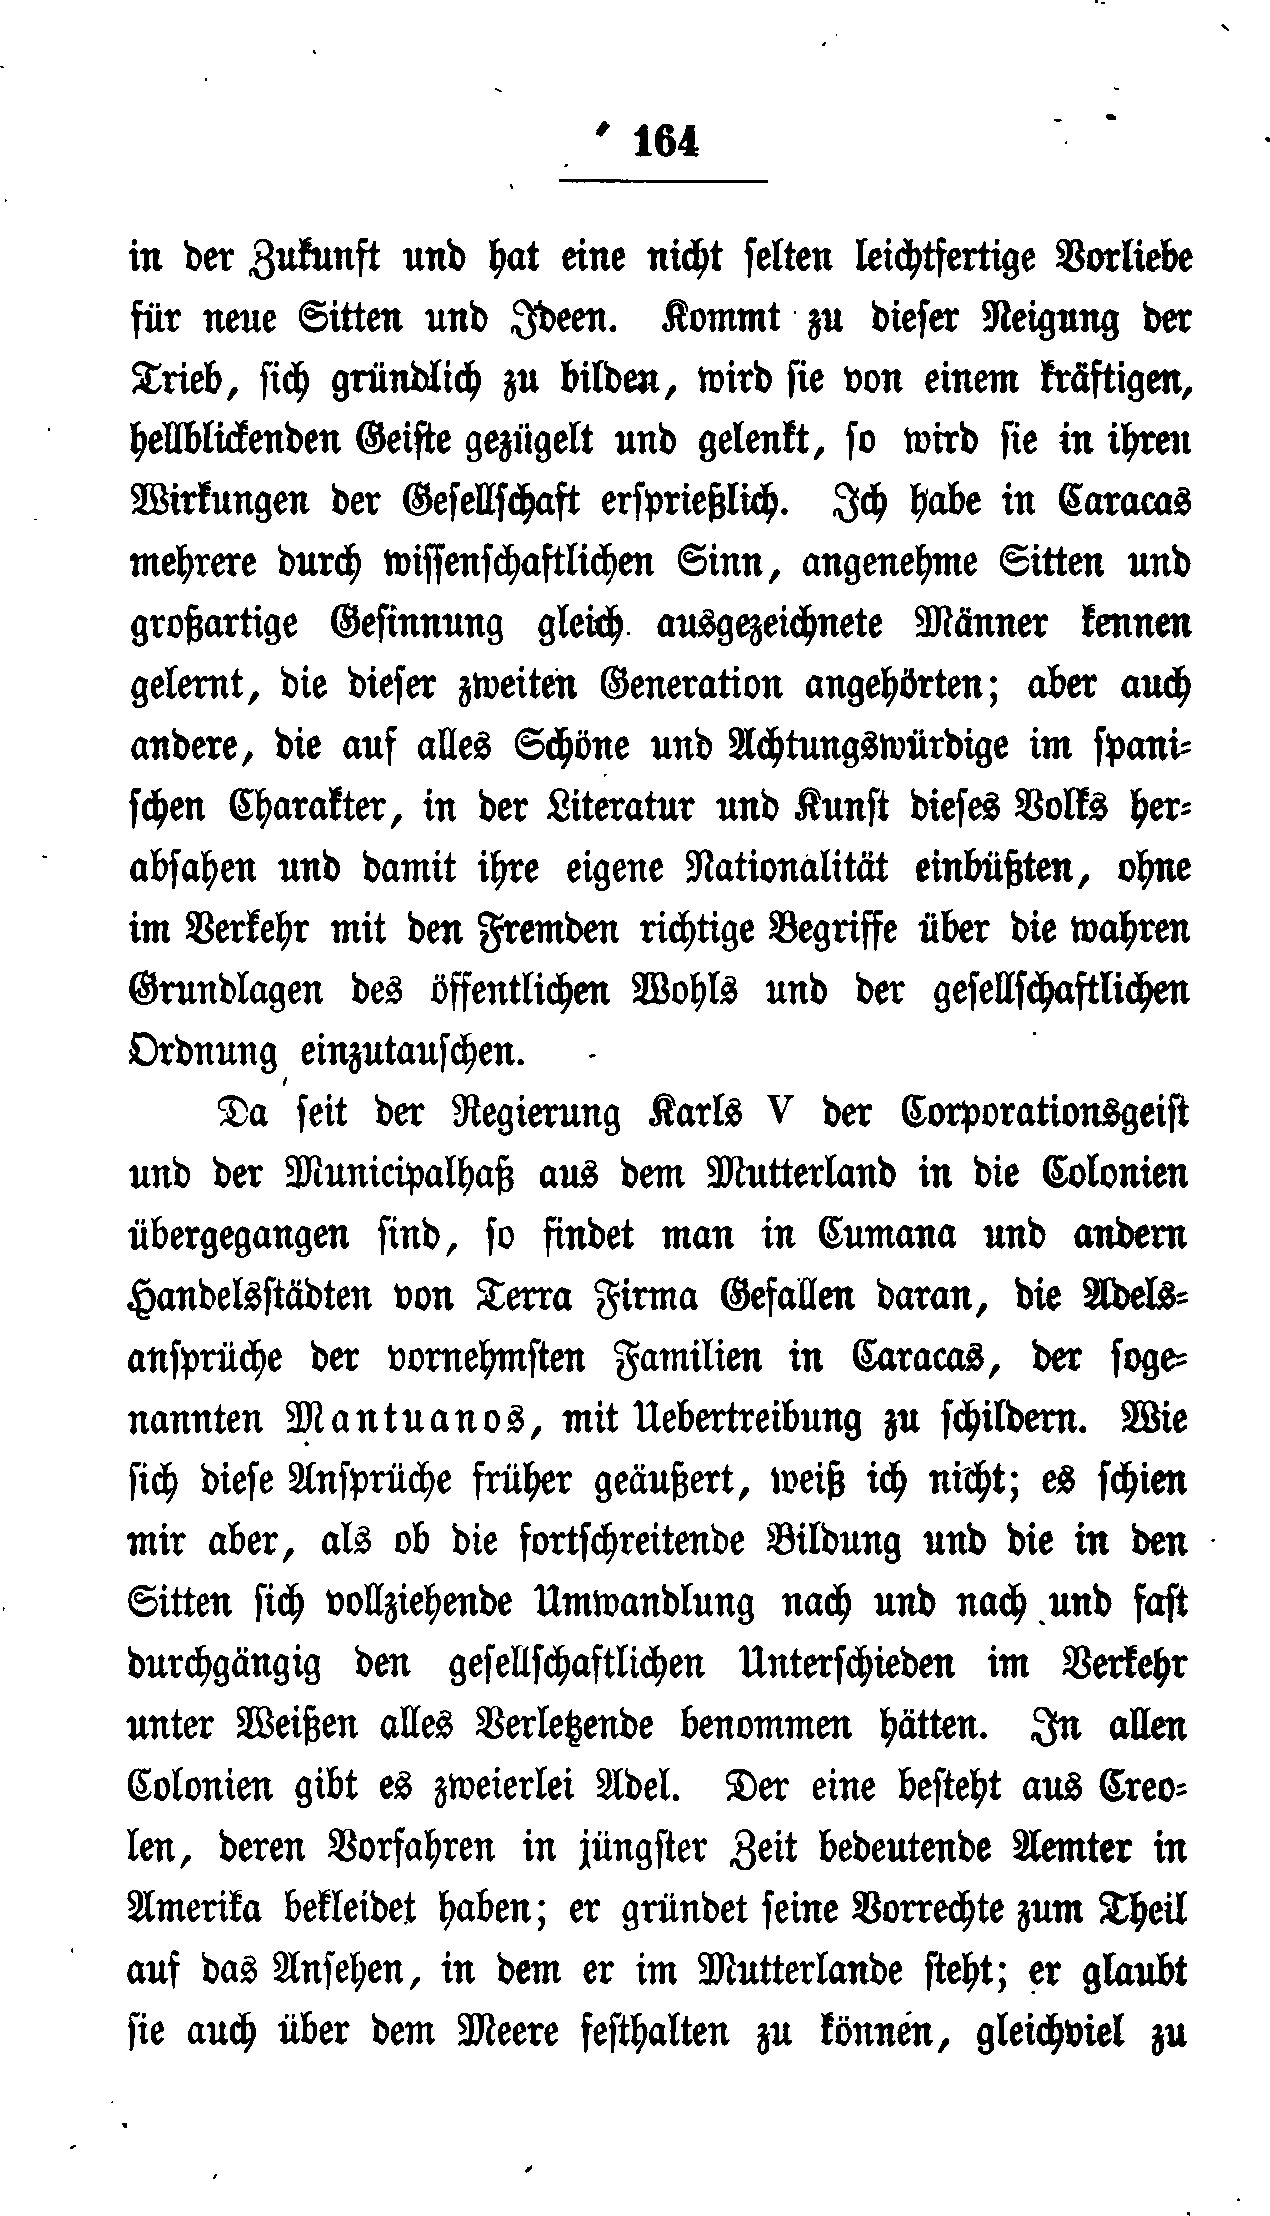 164
in der Zukunft und hat eine nicht selten leichtfertige Vorliebe
für neue Sitten und Ideen. Kommt zu dieser Neigung der
Trieb, sich gründlich zu bilden, wird sie von einem kräftigen,
hellblickenden Geiste gezügelt und gelenkt, so wird sie in ihren
Wirkungen der Gesellschaft ersprießlich. Ich habe in Caracas
mehrere durch wissenschaftlichen Sinn, angenehme Sitten und
großartige Gesinnung gleich ausgezeichnete Männer kennen
gelernt, die dieser zweiten Generation angehörten; aber auch
andere, die auf alles Schöne und Achtungswürdige im spani-
schen Charakter, in der Literatur und Kunst dieses Volks her-
absahen und damit ihre eigene Nationalität einbüßten, ohne
im Verkehr mit den Fremden richtige Begriffe über die wahren
Grundlagen des öffentlichen Wohls und der gesellschaftlichen
Ordnung einzutauschen.
Da seit der Regierung Karls V der Corporationsgeist
und der Municipalhaß aus dem Mutterland in die Colonien
übergegangen sind, so findet man in Cumana und andern
Handelsstädten von Terra Firma Gefallen daran, die Adels-
ansprüche der vornehmsten Familien in Caracas, der soge-
nannten Mantuanos, mit Uebertreibung zu schildern. Wie
sich diese Ansprüche früher geäußert, weiß ich nicht; es schien
mir aber, als ob die fortschreitende Bildung und die in den
Sitten sich vollziehende Umwandlung nach und nach und fast
durchgängig den gesellschaftlichen Unterschieden im Verkehr
unter Weißen alles Verletzende benommen hätten. In allen
Colonien gibt es zweierlei Adel. Der eine besteht aus Creo-
len, deren Vorfahren in jüngster Zeit bedeutende Aemter in
Amerika bekleidet haben; er gründet seine Vorrechte zum Theil
auf das Ansehen, in dem er im Mutterlande steht; er glaubt
sie auch über dem Meere festhalten zu können, gleichviel zu